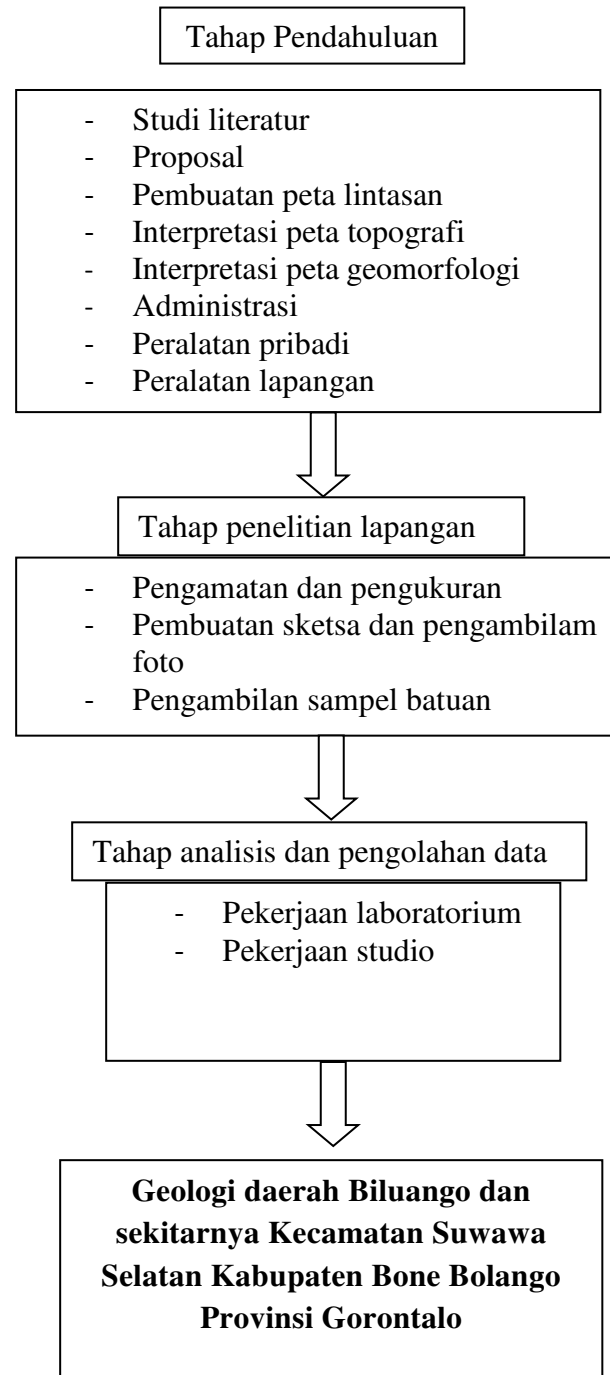 Tahap Pendahuluan
- Studi literatur
- Proposal
- Pembuatan peta lintasan
- Interpretasi peta topografi
- Interpretasi peta geomorfologi
- Administrasi
- Peralatan pribadi
- Peralatan lapangan
Tahap penelitian lapangan
- Pengamatan dan pengukuran
- Pembuatan sketsa dan pengambilam
foto
- Pengambilan sampel batuan
Tahap analisis dan pengolahan data
- Pekerjaan laboratorium
- Pekerjaan studio
Geologi daerah Biluango dan
sekitarnya Kecamatan Suwawa
Selatan Kabupaten Bone Bolango
Provinsi Gorontalo